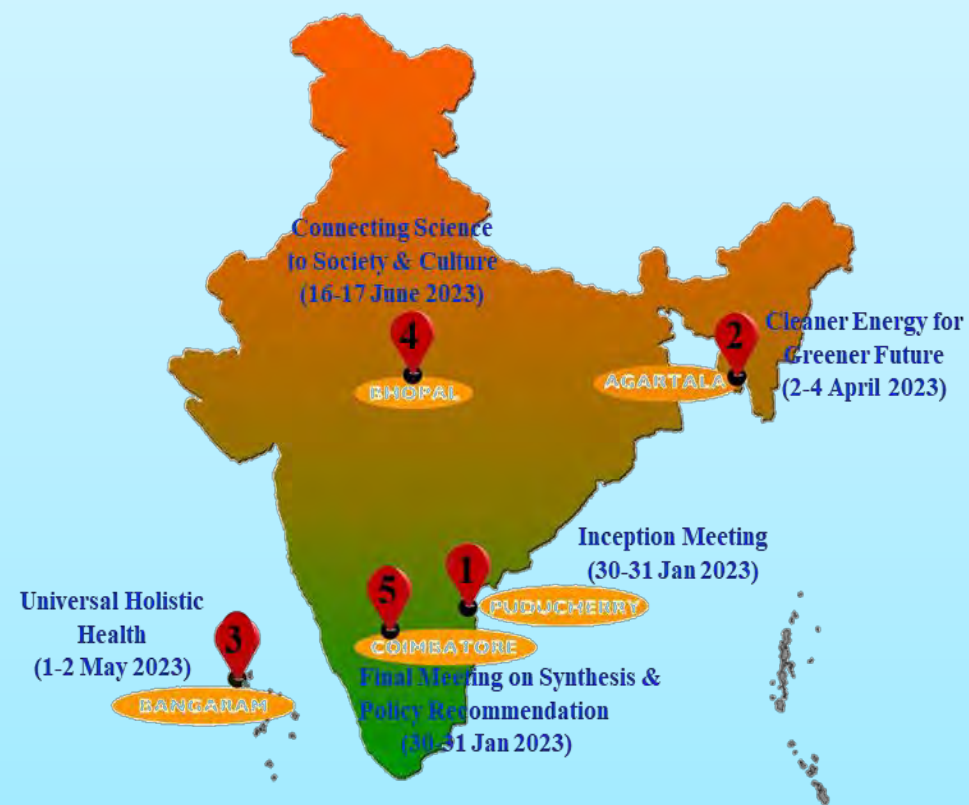 Connecting Science
to Society & Culture
(16-17 June 2023)
4
BHOPAL
2
Cleaner Energy for
Greener Future
(2-4 April 2023)
AGARTALA
Inception Meeting
(30-31 Jan 2023)
1
PUDUCHERRY
5
COIMBATORE
Final Meeting on Synthesis &
Policy Recommendation
(30-31 Jan 2023)
Universal Holistic
Health
(1-2 May 2023)
3
BANGARAM